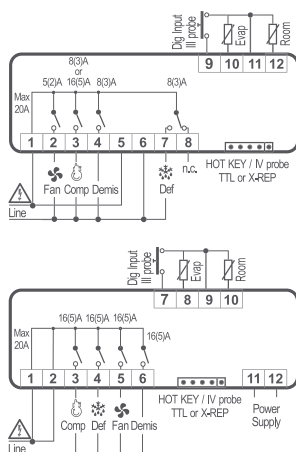 Dig Input
III probe
Evap
Room
9 10 11 12
8(3)A
or
5(2)A 16(5)A 8(3)A 8(3)A
Max
20A
1 2 3 4 5 6 7 8
n.c.
HOT KEY / IV probe
TTL or X-REP
Fan Comp Demis Def
Line
Dig Input
III probe
Evap
Room
7 8 9 10
16(5)A 16(5)A 16(5)A
16(5)A
Max
20A
1 2 3 4 5 6 11 12
HOT KEY / IV probe
TTL or X-REP
Power
Supply
Comp Def Fan Demis
Line